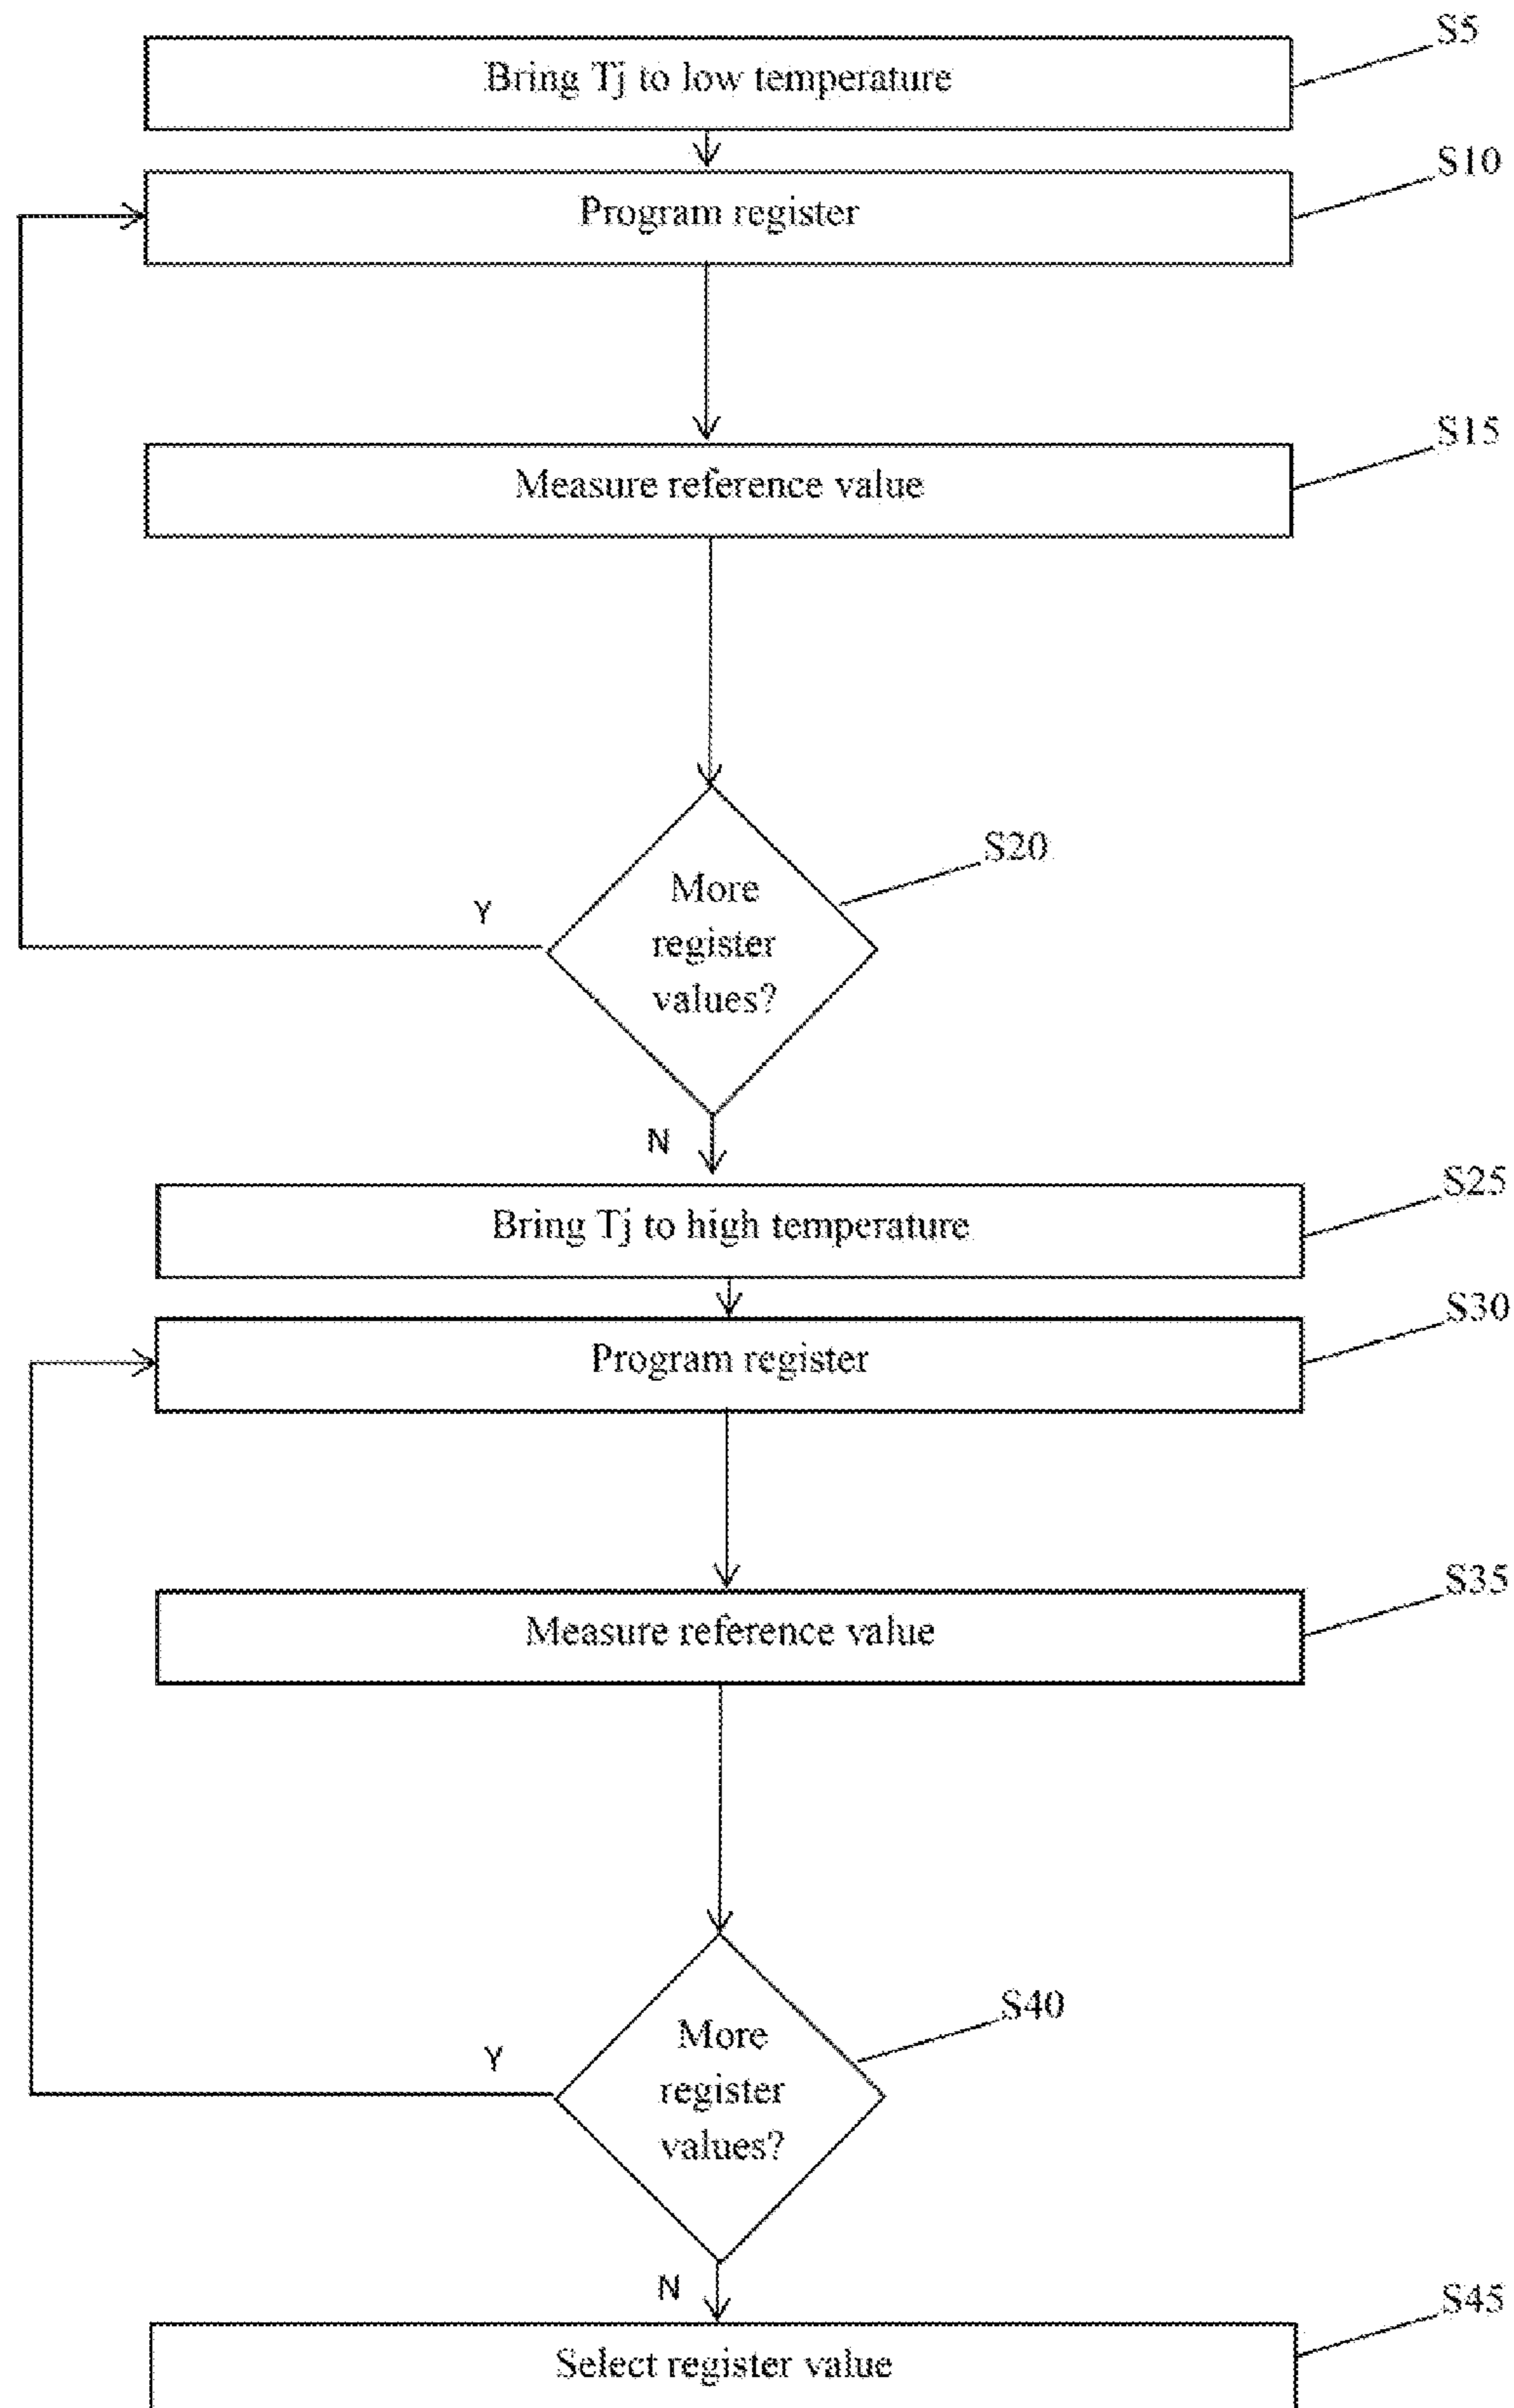 S5
Bring Tj to low temperature
S10
Program register
S15
Measure reference value
S20
More
register
values?
Y
N
S25
Bring Tj to high temperature
S30
Program register
S35
Measure reference value
S40
More
register
values?
Y
N
S45
Select register value